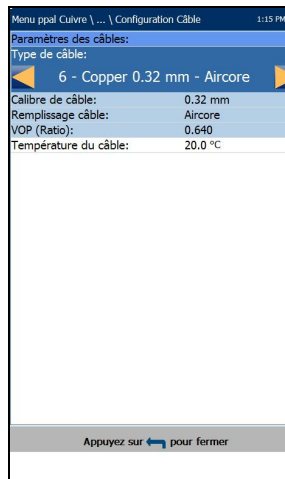 Menu ppal Cuivre \ ... \ Configuration Câble 1:15 PM
Paramètres des câbles:
Type de câble:
6 - Copper 0.32 mm - Aircore
Calibre de câble: 0.32 mm
Remplissage câble: Aircore
VOP (Ratio): 0.640
Température du câble: 20.0 °C
Appuyez sur pour fermer